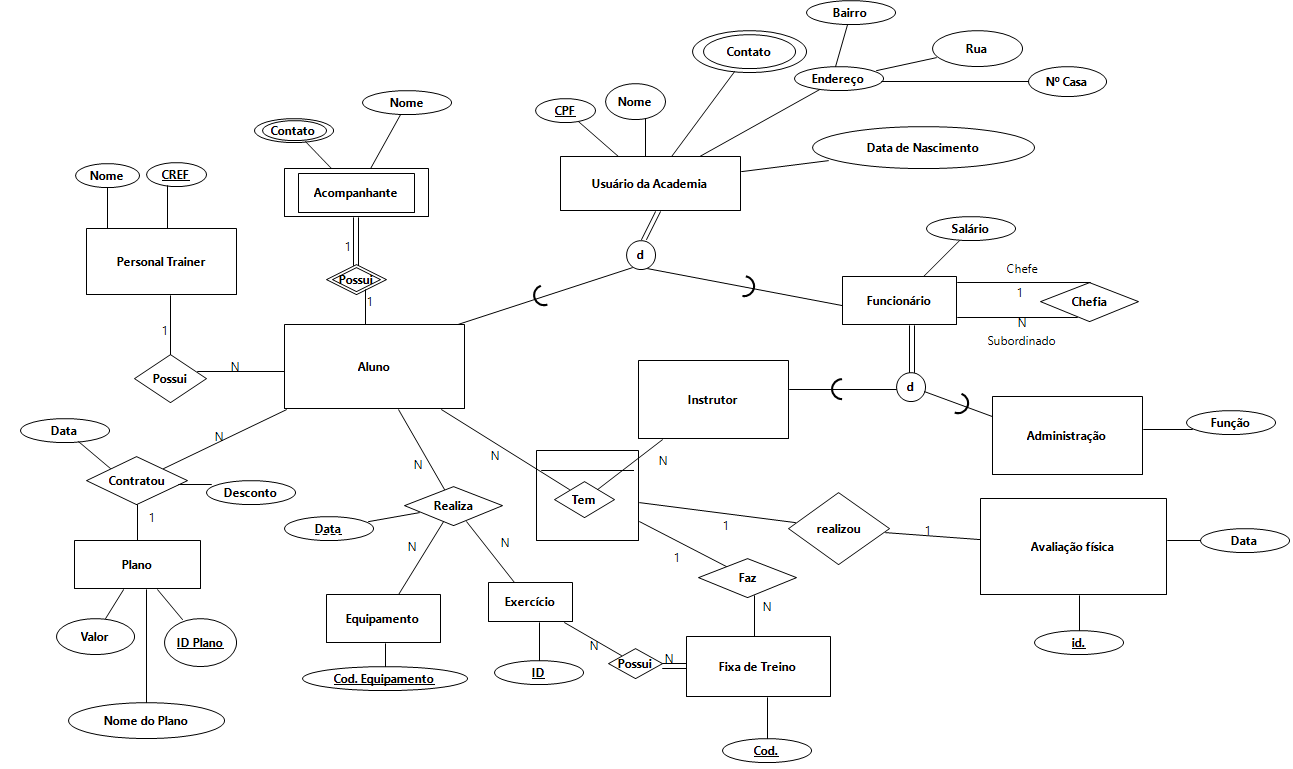 Bairro
Rua
Contato
Endereço
Nº Casa
Nome
CPF
Nome
Contato
Data de Nascimento
Nome
CREF
Acompanhante
Usuário da Academia
Salário
1
d
Personal Trainer
Possui
Chefe
1
Funcionário
1
Chefia
N
Subordinado
1
N
Possui
Aluno
d
Instrutor
Data
N
Função
Administração
N
N
N
Contratou
Desconto
Realiza
Tem
1
1
Data
realizou
1
Avaliação física
Data
N
N
1
Plano
Faz
Equipamento
Exercício
N
Valor
ID Plano
id.
N
N
Possui
Fixa de Treino
Cod. Equipamento
ID
Nome do Plano
Cod.